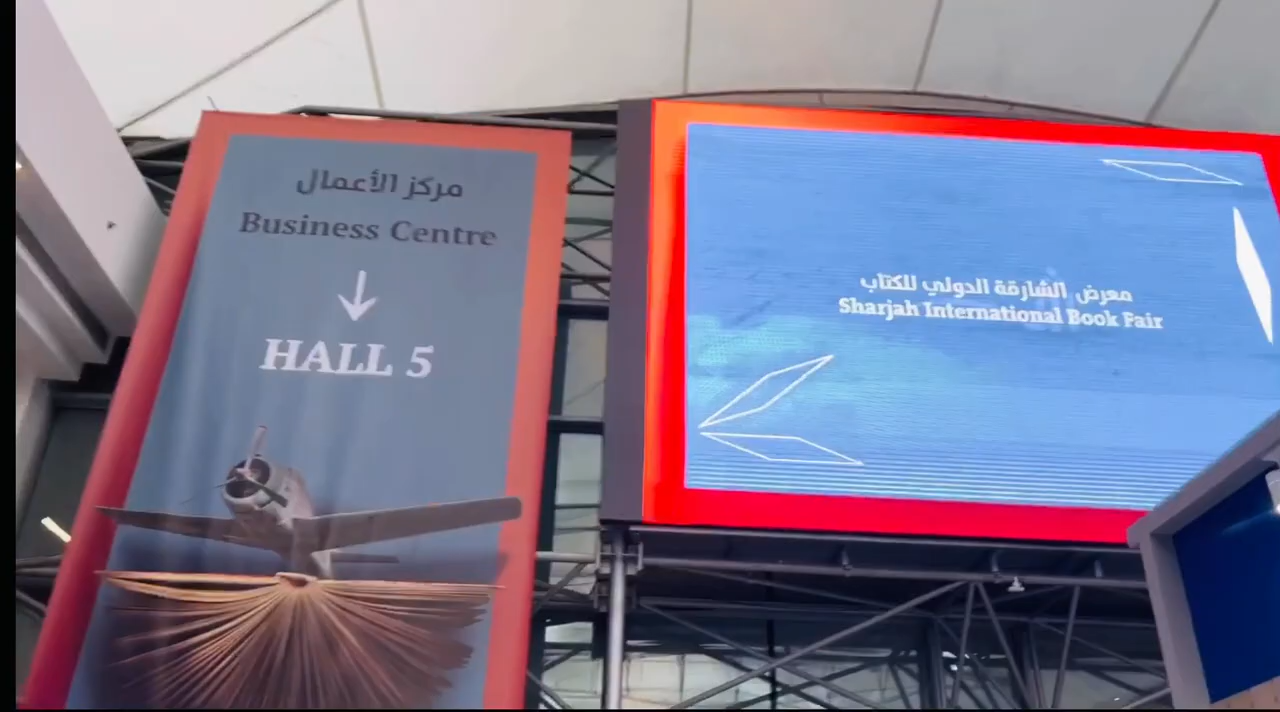 مركز الأعمال
Business Centre
HALL 5
معرض الشارقة الدولي للكتاب
Sharjah International Book Fair